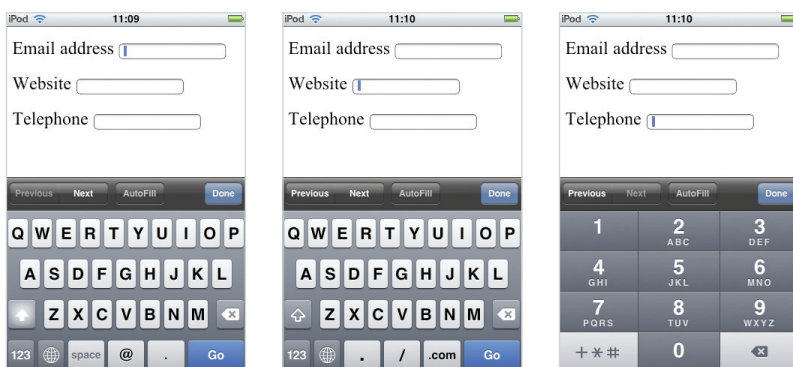 iPod 11:09
Email address
Website
Telephone
Previous Next AutoFill Done
Q W E R T Y U I O P
A S D F G H J K L
Z X C V B N M
123 space @ . Go
iPod 11:10
Email address
Website
Telephone
Previous Next AutoFill Done
Q W E R T Y U I O P
A S D F G H J K L
Z X C V B N M
123 . / .com Go
iPod 11:10
Email address
Website
Telephone
Previous Next AutoFill Done
1 2 3
ABC DEF
4 5 6
GHI JKL MNO
7 8 9
PQRS TUV WXYZ
+*# 0